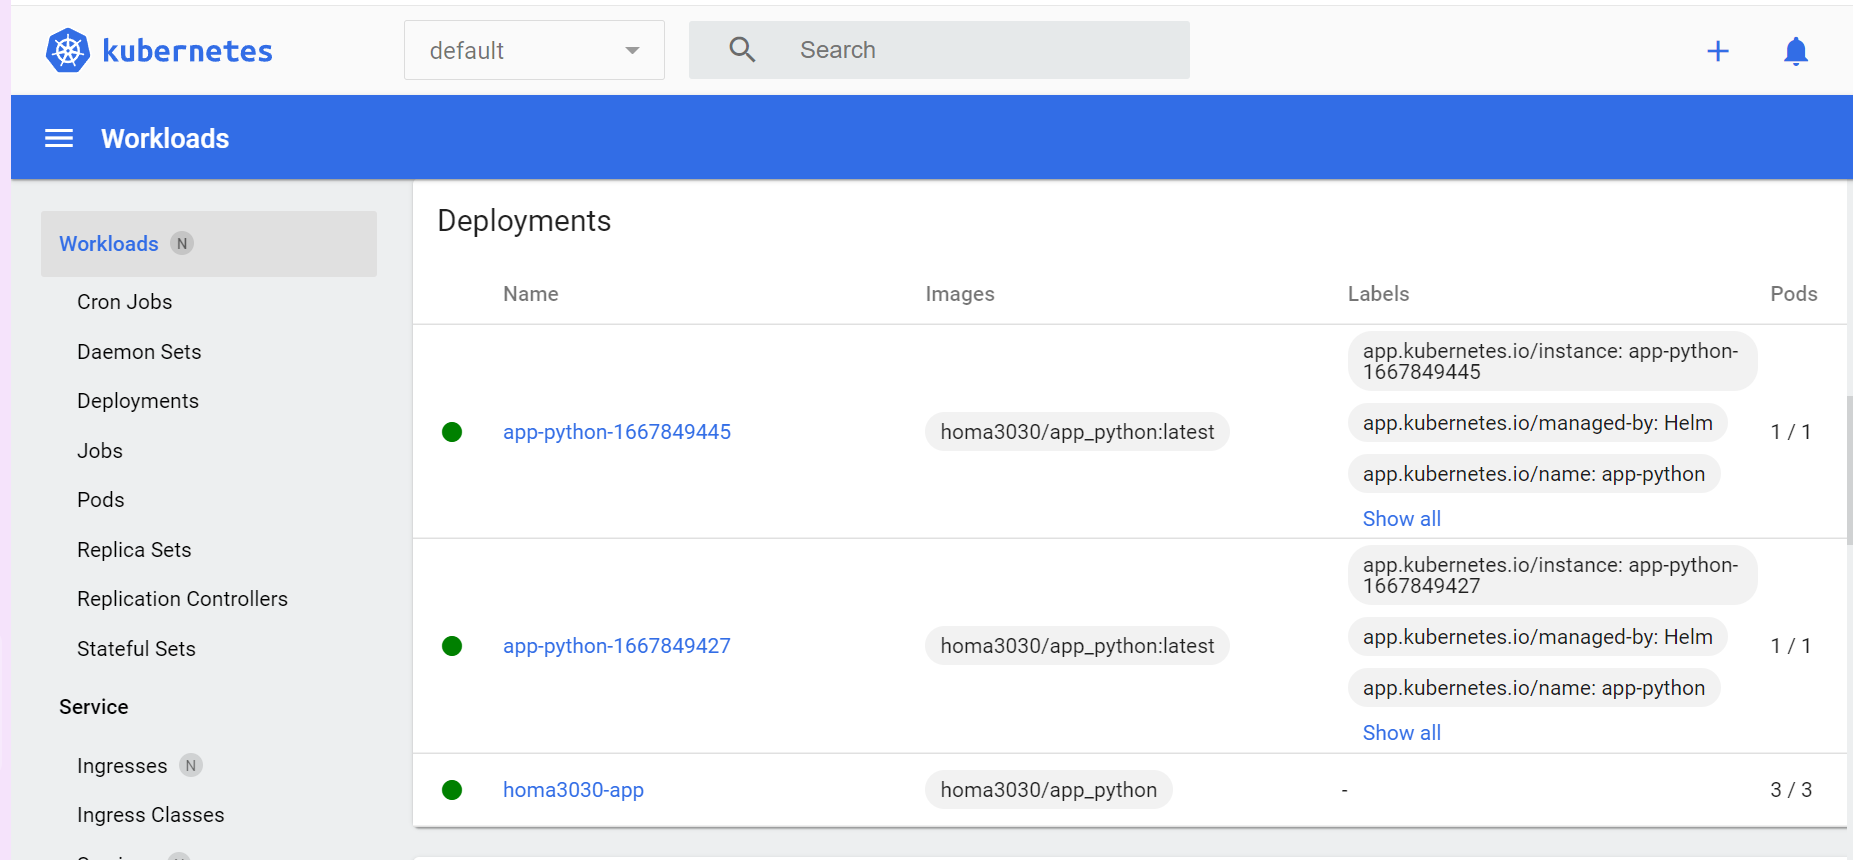 kubernetes
default
Search
Workloads
Workloads N
Cron Jobs
Daemon Sets
Deployments
Jobs
Pods
Replica Sets
Replication Controllers
Stateful Sets
Service
Ingresses N
Ingress Classes
Deployments
Name Images Labels Pods
app-python-1667849445 homa3030/app_python:latest
app.kubernetes.io/instance: app-python-
1667849445
app.kubernetes.io/managed-by: Helm
app.kubernetes.io/name: app-python
Show all
1 / 1
app-python-1667849427 homa3030/app_python:latest
app.kubernetes.io/instance: app-python-
1667849427
app.kubernetes.io/managed-by: Helm
app.kubernetes.io/name: app-python
Show all
1 / 1
homa3030-app homa3030/app_python - 3 / 3